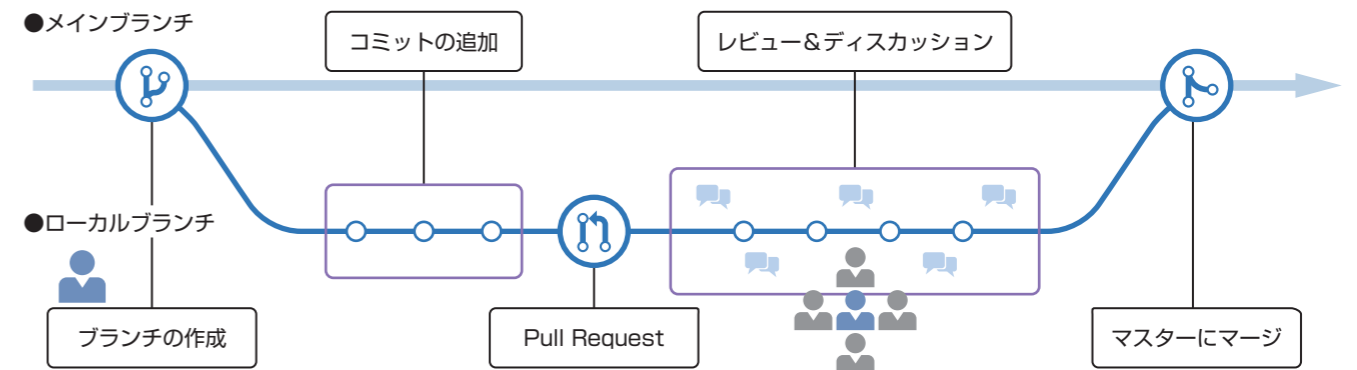 ●メインブランチ
コミットの追加
レビュー&ディスカッション
●ローカルブランチ
ブランチの作成
Pull Request
マスターにマージ